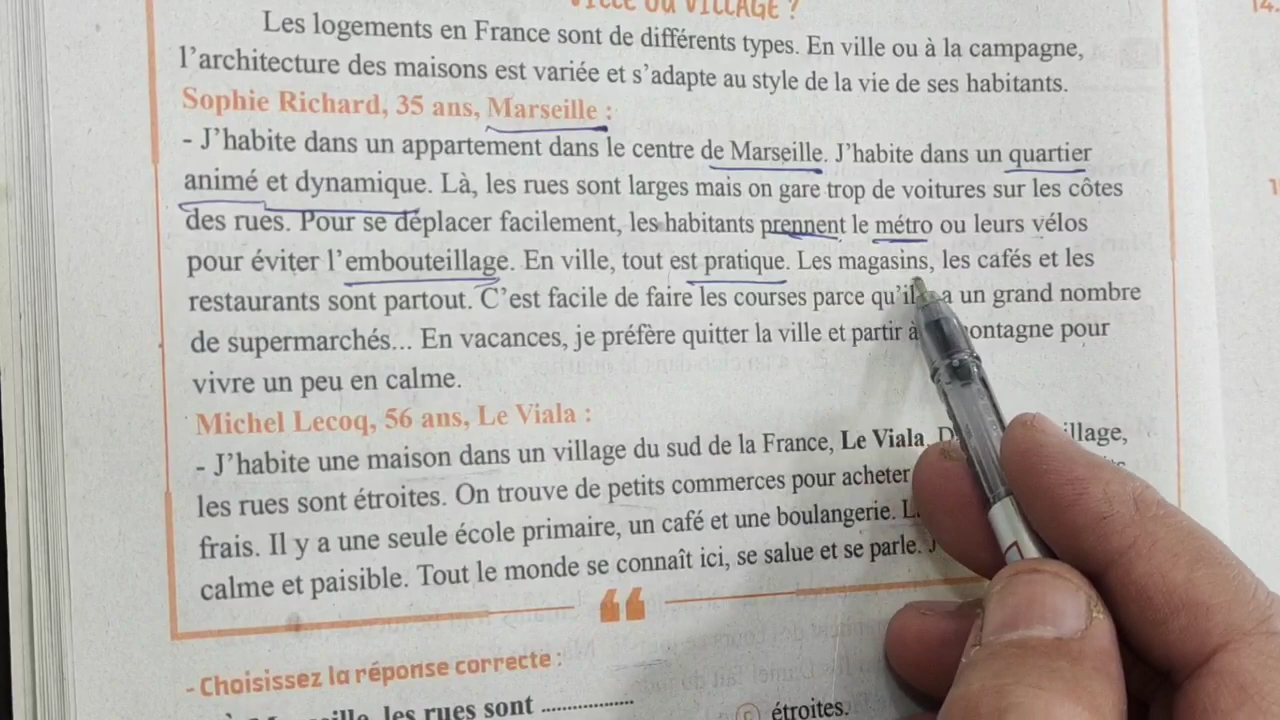 VILLE OU VILLAGE ?
Les logements en France sont de différents types. En ville ou à la campagne,
l'architecture des maisons est variée et s'adapte au style de la vie de ses habitants.
Sophie Richard, 35 ans, Marseille :
- J'habite dans un appartement dans le centre de Marseille. J'habite dans un quartier
animé et dynamique. Là, les rues sont larges mais on gare trop de voitures sur les côtes
des rues. Pour se déplacer facilement, les habitants prennent le métro ou leurs vélos
pour éviter l'embouteillage. En ville, tout est pratique. Les magasins, les cafés et les
restaurants sont partout. C'est facile de faire les courses parce qu'il a un grand nombre
de supermarchés... En vacances, je préfère quitter la ville et partir à montagne pour
vivre un peu en calme.
Michel Lecoq, 56 ans, Le Viala :
- J'habite une maison dans un village du sud de la France, Le Viala. village,
les rues sont étroites. On trouve de petits commerces pour acheter
frais. Il y a une seule école primaire, un café et une boulangerie.
calme et paisible. Tout le monde se connaît ici, se salue et se parle.
- Choisissez la réponse correcte :
les rues sont ..................
c étroites.
14.